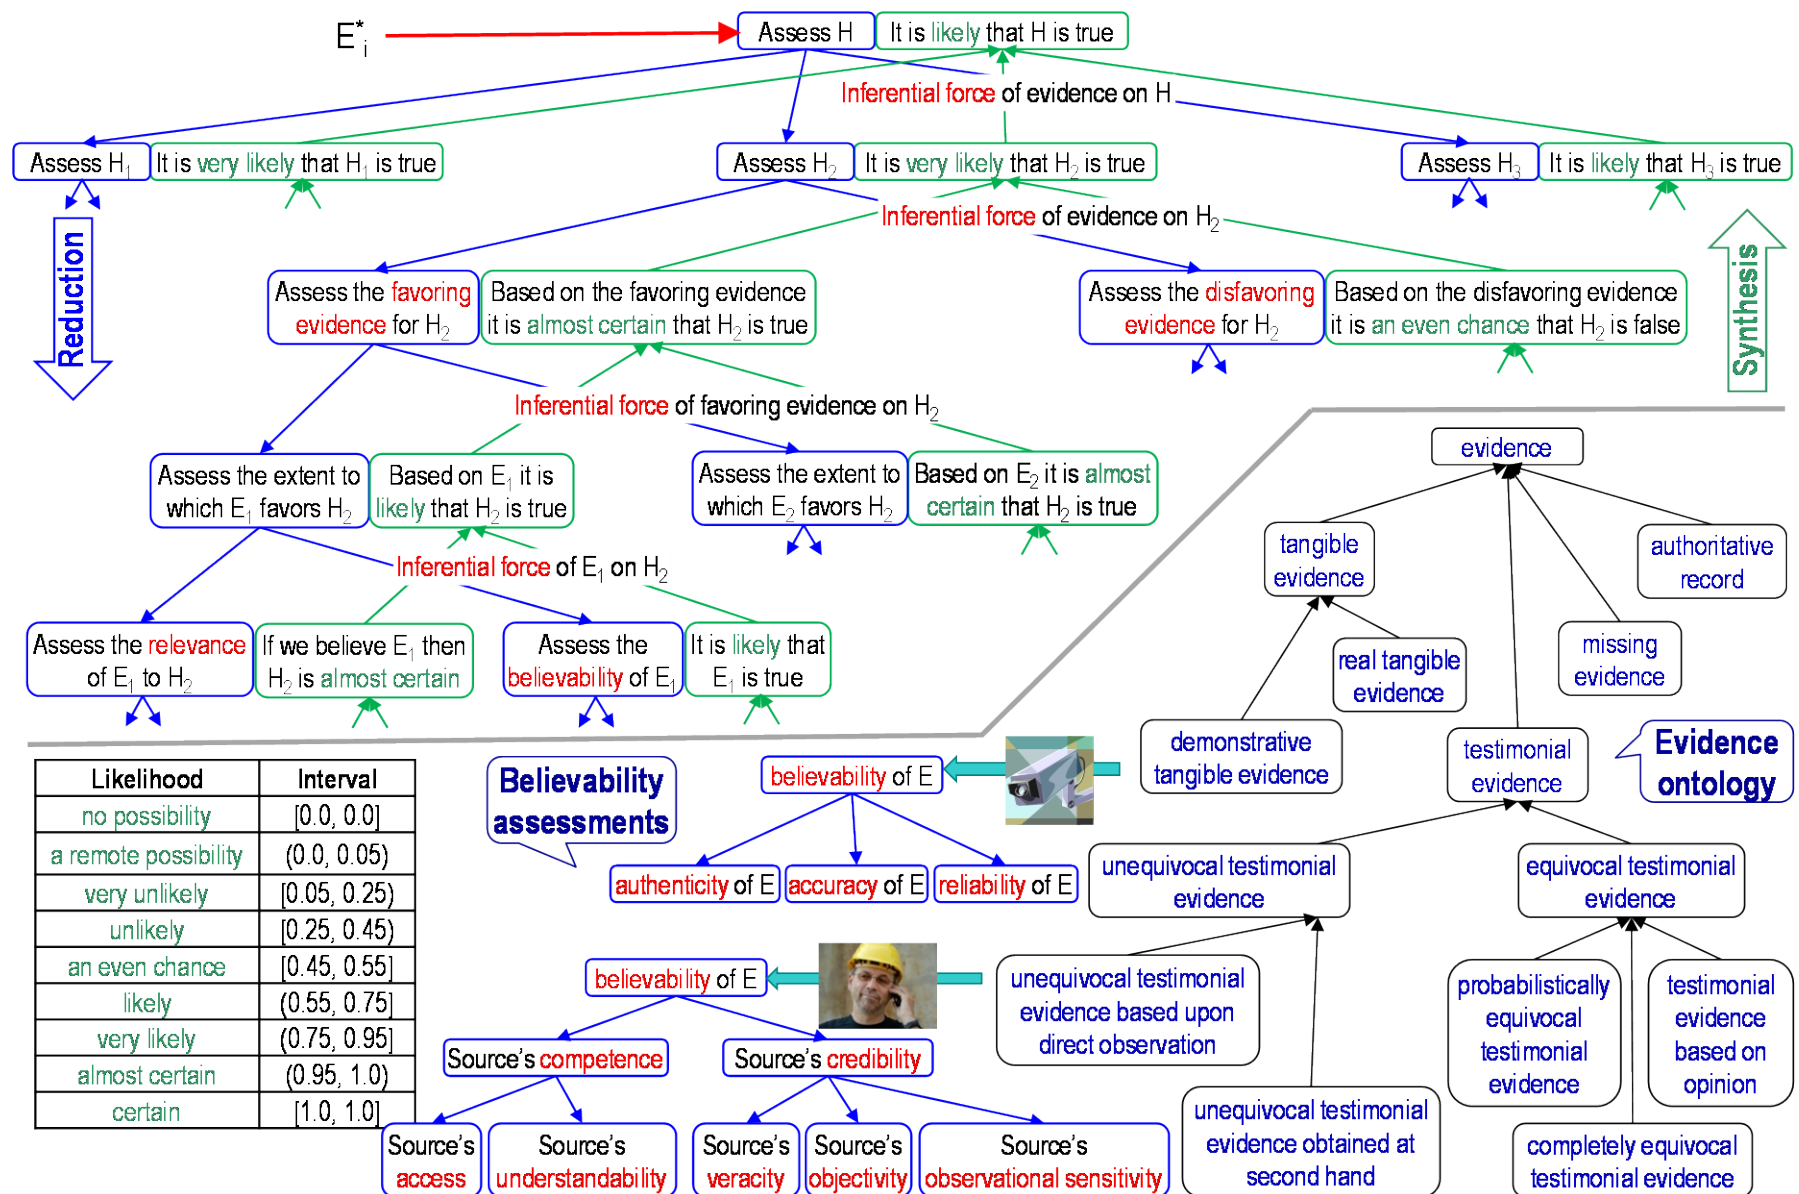 E*i
Assess H
It is likely that H is true
Inferential force of evidence on H
Assess H1
It is very likely that H1 is true
Assess H2
It is very likely that H2 is true
Assess H3
It is likely that H3 is true
Inferential force of evidence on H2
Reduction
Synthesis
Assess the favoring
evidence for H2
Based on the favoring evidence
it is almost certain that H2 is true
Assess the disfavoring
evidence for H2
Based on the disfavoring evidence
it is an even chance that H2 is false
Inferential force of favoring evidence on H2
Assess the extent to
which E1 favors H2
Based on E1 it is
likely that H2 is true
Assess the extent to
which E2 favors H2
Based on E2 it is almost
certain that H2 is true
Inferential force of E1 on H2
Assess the relevance
of E1 to H2
If we believe E1 then
H2 is almost certain
Assess the
believability of E1
It is likely that
E1 is true
evidence
tangible
evidence
authoritative
record
real tangible
evidence
missing
evidence
demonstrative
tangible evidence
testimonial
evidence
Evidence
ontology
unequivocal testimonial
evidence
equivocal testimonial
evidence
unequivocal testimonial
evidence based upon
direct observation
probabilistically
equivocal
testimonial
evidence
testimonial
evidence
based on
opinion
unequivocal testimonial
evidence obtained at
second hand
completely equivocal
testimonial evidence
Likelihood Interval
no possibility [0.0, 0.0]
a remote possibility (0.0, 0.05)
very unlikely [0.05, 0.25)
unlikely [0.25, 0.45)
an even chance [0.45, 0.55]
likely (0.55, 0.75]
very likely (0.75, 0.95]
almost certain (0.95, 1.0)
certain [1.0, 1.0]
Believability
assessments
believability of E
authenticity of E
accuracy of E
reliability of E
believability of E
Source's competence
Source's credibility
Source's
access
Source's
understandability
Source's
veracity
Source's
objectivity
Source's
observational sensitivity